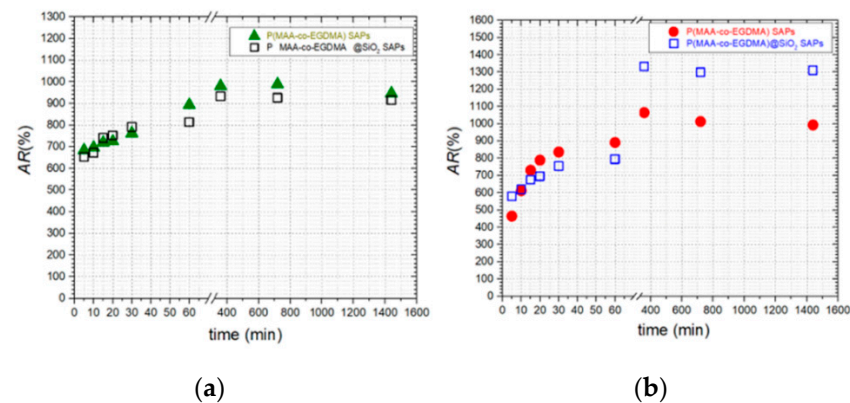 P(MAA-co-EGDMA) SAPs
P MAA-co-EGDMA @SiO2 SAPs
AR(%)
1300
1200
1100
1000
900
800
700
600
500
400
300
200
100
0
0 10 20 30 40 50 60 400 600 800 1000 1200 1400 1600
time (min)
(a)
P(MAA-co-EGDMA) SAPs
P(MAA-co-EGDMA)@SiO2 SAPs
AR(%)
1600
1500
1400
1300
1200
1100
1000
900
800
700
600
500
400
300
200
100
0
0 10 20 30 40 50 60 400 600 800 1000 1200 1400 1600
time (min)
(b)